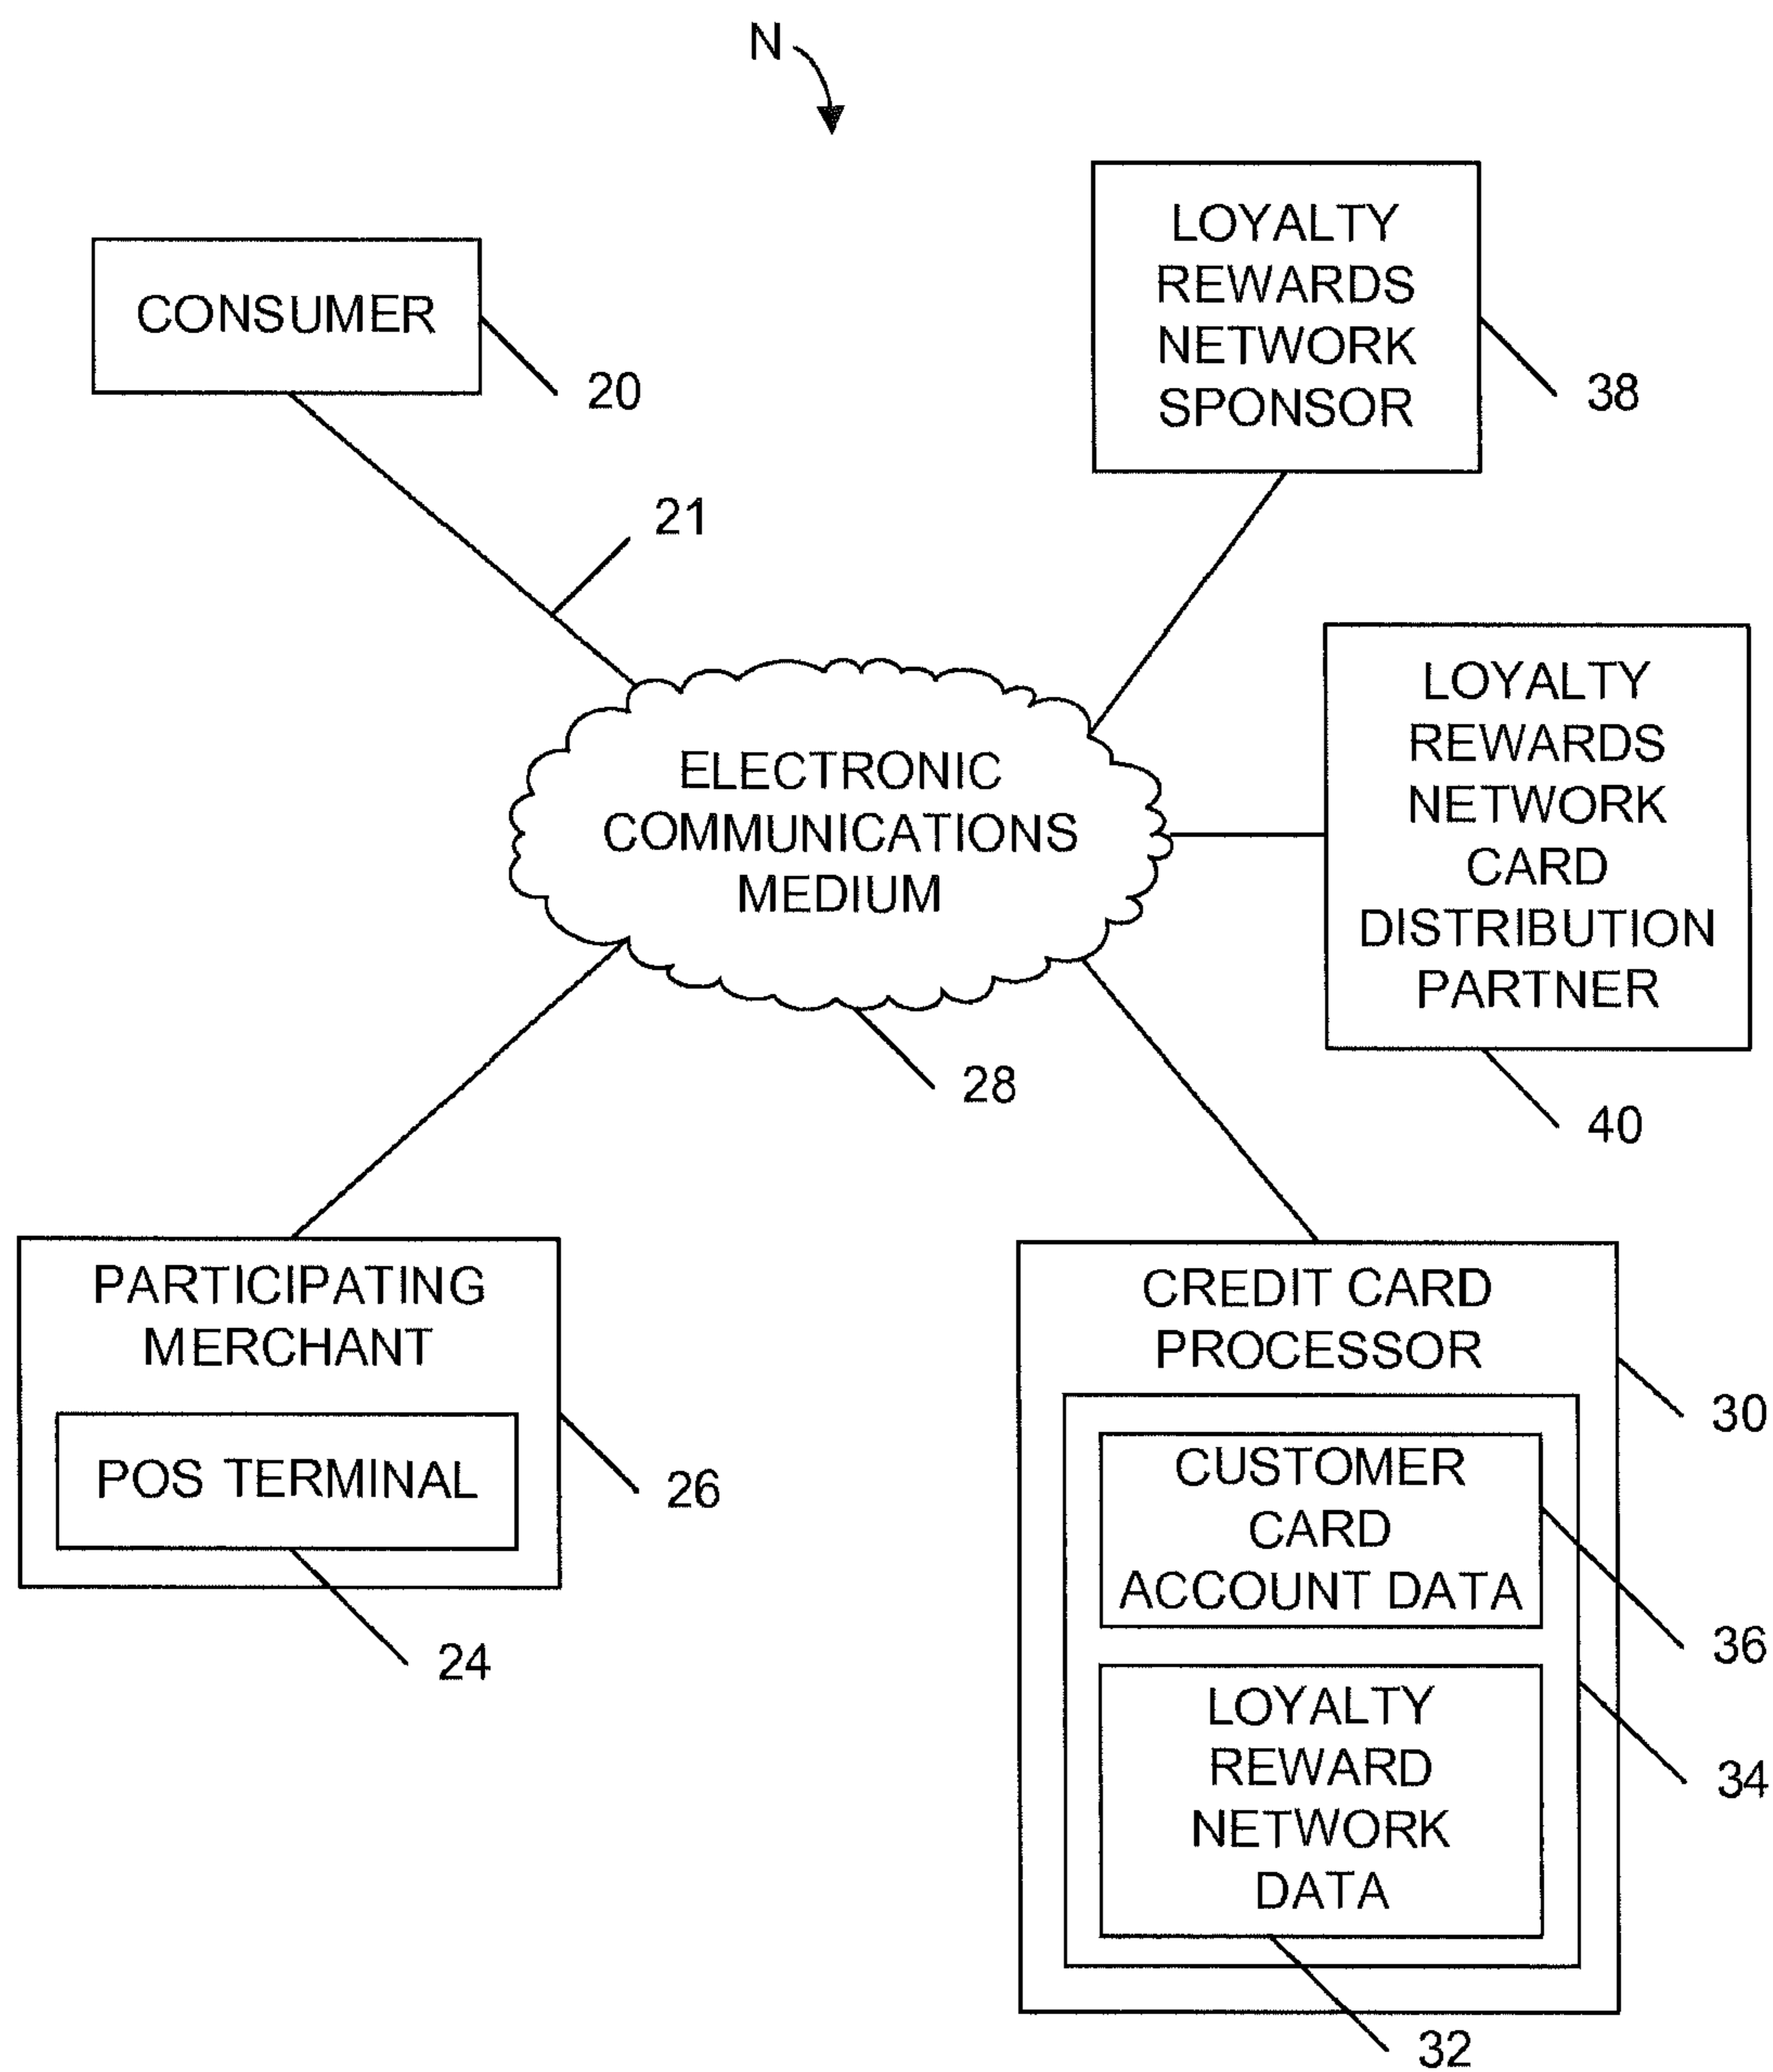 N
CONSUMER
20
LOYALTY
REWARDS
NETWORK
SPONSOR
38
21
ELECTRONIC
COMMUNICATIONS
MEDIUM
28
LOYALTY
REWARDS
NETWORK
CARD
DISTRIBUTION
PARTNER
40
PARTICIPATING
MERCHANT
POS TERMINAL
26
24
CREDIT CARD
PROCESSOR
30
CUSTOMER
CARD
ACCOUNT DATA
36
34
LOYALTY
REWARD
NETWORK
DATA
32